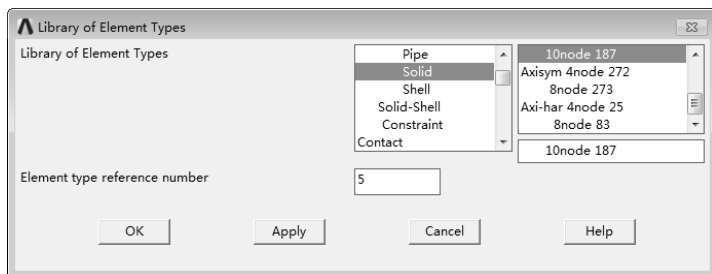 Library of Element Types
Library of Element Types
Pipe
Solid
Shell
Solid-Shell
Constraint
Contact
10node 187
Axisym 4node 272
8node 273
Axi-har 4node 25
8node 83
10node 187
Element type reference number
5
OK
Apply
Cancel
Help